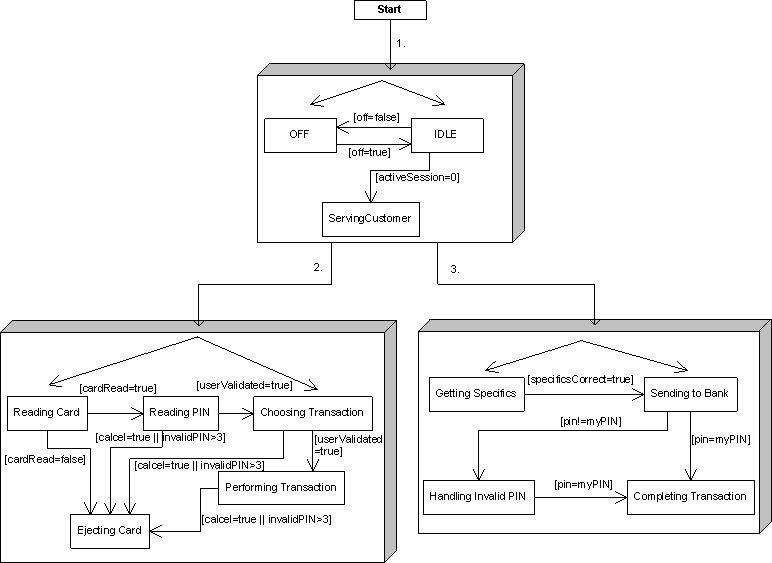 Start
1.
[off=false]
OFF
IDLE
[off=true]
[activeSession=0]
ServingCustomer
2.
3.
[cardRead=true]
[userValidated=true]
Reading Card
Reading PIN
Choosing Transaction
[calcel=true || invalidPIN>3]
[userValidated
=true]
[cardRead=false]
[calcel=true || invalidPIN>3]
Performing Transaction
[calcel=true || invalidPIN>3]
Ejecting Card
[specificsCorrect=true]
Getting Specifics
Sending to Bank
[pin!=myPIN]
[pin=myPIN]
Handling Invalid PIN
[pin=myPIN]
Completing Transaction